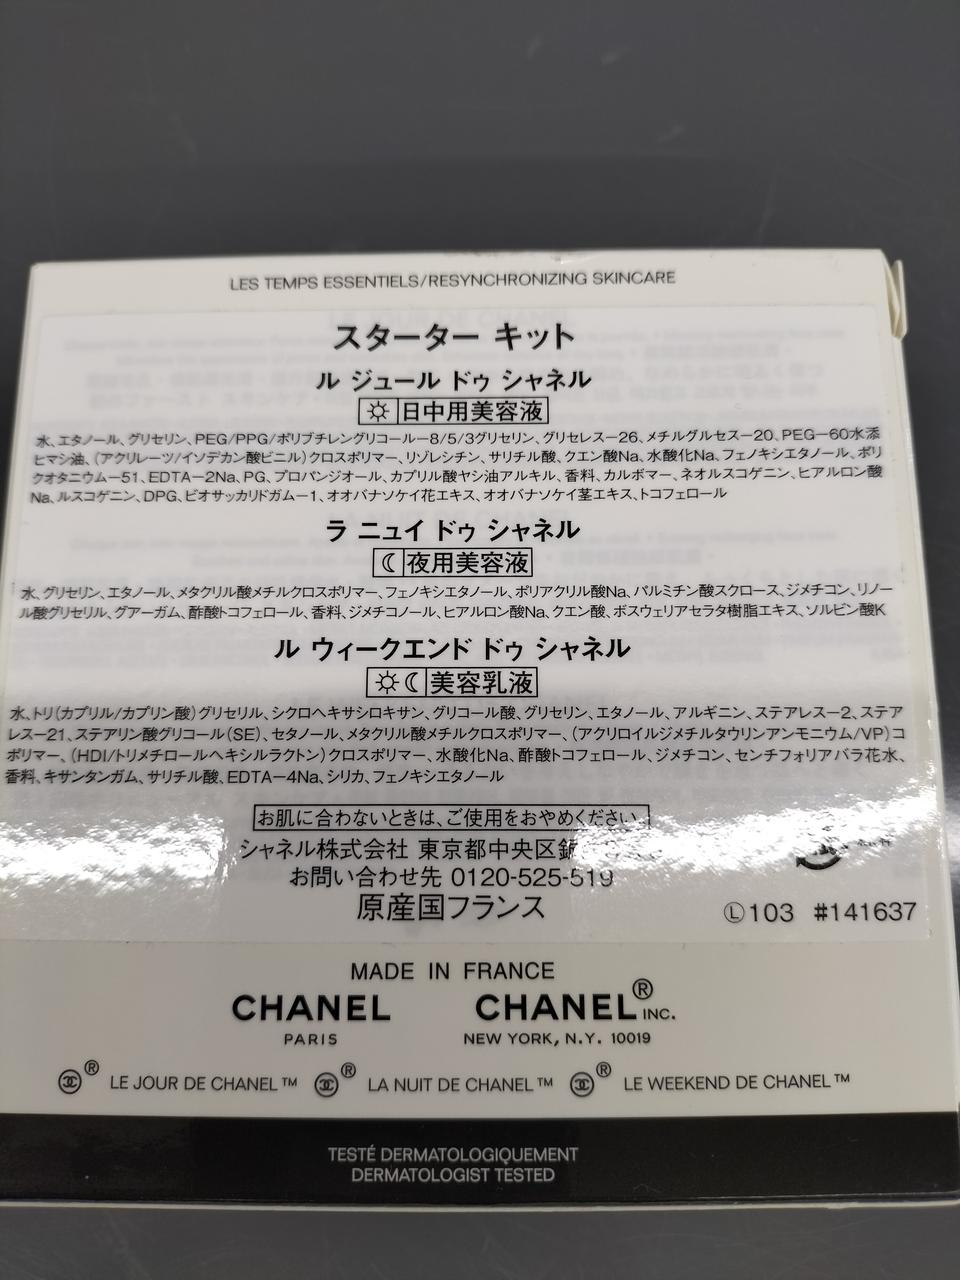 LES TEMPS ESSENTIELS/RESYNCHRONIZING SKINCARE
スターター キット
ル ジュール ドゥ シャネル
日中用美容液
水、エタノール、グリセリン、PEG/PPG/ポリブチレングリコール－8/5/3グリセリン、グリセレス－26、メチルグルセス－20、PEG－60水添
ヒマシ油、(アクリレーツ/イソデカン酸ビニル)クロスポリマー、リゾレシチン、サリチル酸、クエン酸Na、水酸化Na、フェノキシエタノール、ポリ
クオタニウム－51、EDTA－2Na、PG、プロパンジオール、カプリル酸ヤシ油アルキル、香料、カルボマー、ネオルスコゲニン、ヒアルロン酸
Na、ルスコゲニン、DPG、ビオサッカリドガム－1、オオバナソケイ花エキス、オオバナソケイ茎エキス、トコフェロール
ラ ニュイ ドゥ シャネル
夜用美容液
水、グリセリン、エタノール、メタクリル酸メチルクロスポリマー、フェノキシエタノール、ポリアクリル酸Na、パルミチン酸スクロース、ジメチコン、リノー
ル酸グリセリル、グアーガム、酢酸トコフェロール、香料、ジメチコノール、ヒアルロン酸Na、クエン酸、ボスウェリアセラタ樹脂エキス、ソルビン酸K
ル ウィークエンド ドゥ シャネル
美容乳液
水、トリ(カプリル/カプリン酸)グリセリル、シクロヘキサシロキサン、グリコール酸、グリセリン、エタノール、アルギニン、ステアレス－2、ステア
レス－21、ステアリン酸グリコール(SE)、セタノール、メタクリル酸メチルクロスポリマー、(アクリロイルジメチルタウリンアンモニウム/VP)コ
ポリマー、(HDI/トリメチロールヘキシルラクトン)クロスポリマー、水酸化Na、酢酸トコフェロール、ジメチコン、センチフォリアバラ花水、
香料、キサンタンガム、サリチル酸、EDTA－4Na、シリカ、フェノキシエタノール
お肌に合わないときは、ご使用をおやめください。
シャネル株式会社 東京都中央区
お問い合わせ先 0120-525-519
原産国フランス
Ⓛ103 #141637
MADE IN FRANCE
CHANEL CHANEL® INC.
PARIS NEW YORK, N.Y. 10019
® LE JOUR DE CHANEL™ ® LA NUIT DE CHANEL™ ® LE WEEKEND DE CHANEL™
TESTÉ DERMATOLOGIQUEMENT
DERMATOLOGIST TESTED